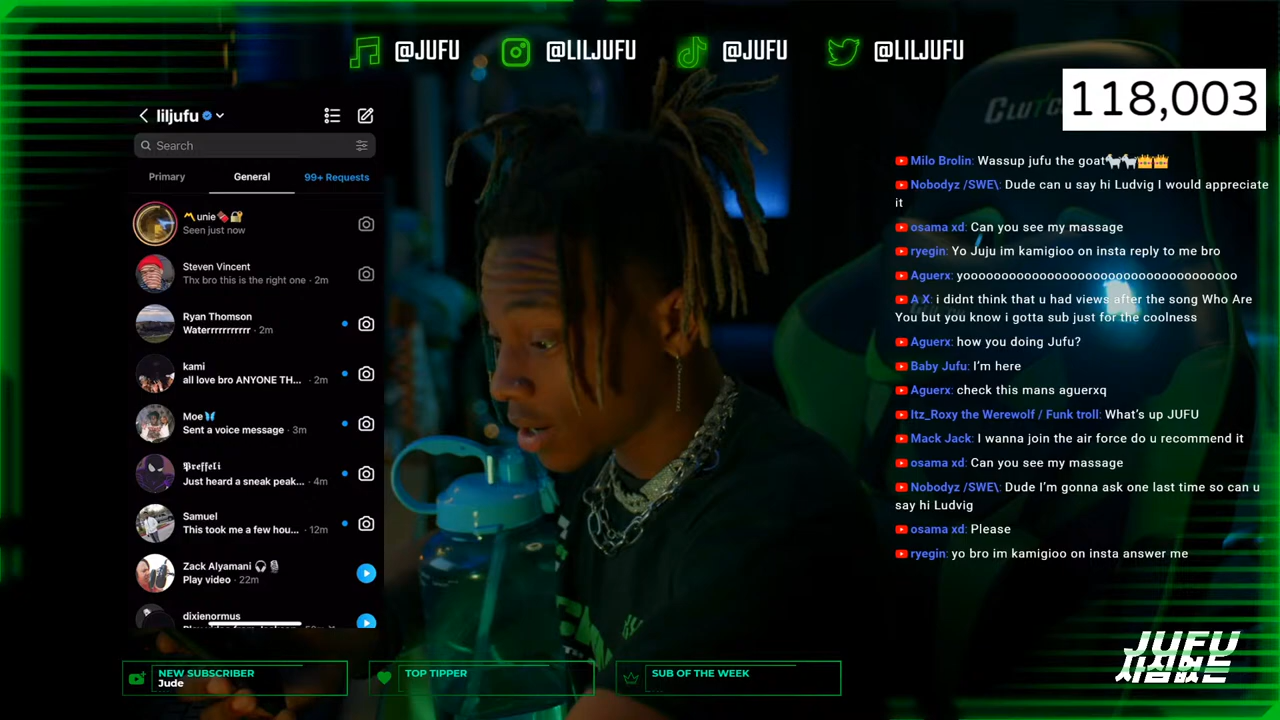 @JUFU
@LILJUFU
@JUFU
@LILJUFU
118,003
liljufu
Search
Primary
General
99+ Requests
unie
Seen just now
Steven Vincent
Thx bro this is the right one · 2m
Ryan Thomson
Waterrrrrrrrrr · 2m
kami
all love bro ANYONE TH... · 2m
Moe
Sent a voice message · 3m
𝕻𝖗𝖊𝖋𝖋𝖊𝖑𝖎
Just heard a sneak peak... · 4m
Samuel
This took me a few hou... · 12m
Zack Alyamani
Play video · 22m
dixienormus
Milo Brolin: Wassup jufu the goat🐐🐐👑👑
Nobodyz /SWE\: Dude can u say hi Ludvig I would appreciate
it
osama xd: Can you see my massage
ryegin: Yo Juju im kamigioo on insta reply to me bro
Aguerx: yooooooooooooooooooooooooooooooooooooo
A X: i didnt think that u had views after the song Who Are
You but you know i gotta sub just for the coolness
Aguerx: how you doing Jufu?
Baby Jufu: I'm here
Aguerx: check this mans aguerxq
Itz_Roxy the Werewolf / Funk troll: What's up JUFU
Mack Jack: I wanna join the air force do u recommend it
osama xd: Can you see my massage
Nobodyz /SWE\: Dude I'm gonna ask one last time so can u
say hi Ludvig
osama xd: Please
ryegin: yo bro im kamigioo on insta answer me
NEW SUBSCRIBER
Jude
TOP TIPPER
SUB OF THE WEEK
JUFU
사심없는